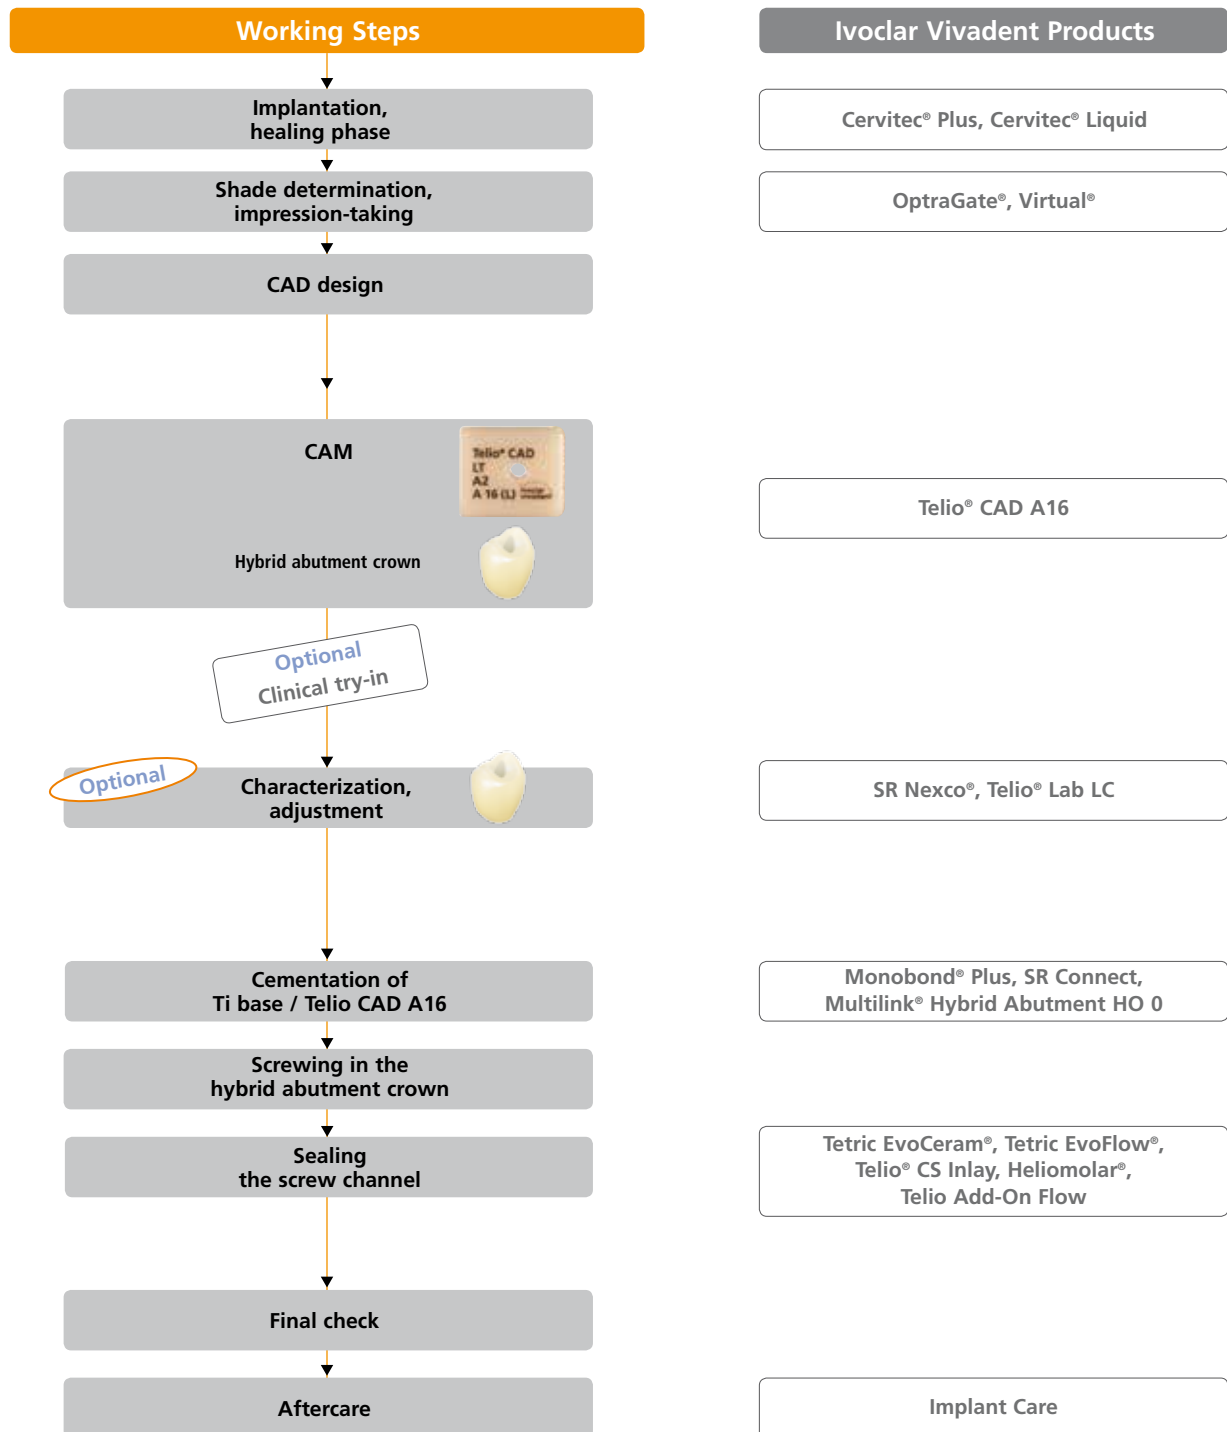 Working Steps
Ivoclar Vivadent Products
Implantation,
healing phase
Cervitec® Plus, Cervitec® Liquid
Shade determination,
impression-taking
OptraGate®, Virtual®
CAD design
CAM
Telio® CAD
LT
A2
A 16 (L)
Hybrid abutment crown
Telio® CAD A16
Optional
Clinical try-in
Optional
Characterization,
adjustment
SR Nexco®, Telio® Lab LC
Cementation of
Ti base / Telio CAD A16
Monobond® Plus, SR Connect,
Multilink® Hybrid Abutment HO 0
Screwing in the
hybrid abutment crown
Sealing
the screw channel
Tetric EvoCeram®, Tetric EvoFlow®,
Telio® CS Inlay, Heliomolar®,
Telio Add-On Flow
Final check
Aftercare
Implant Care